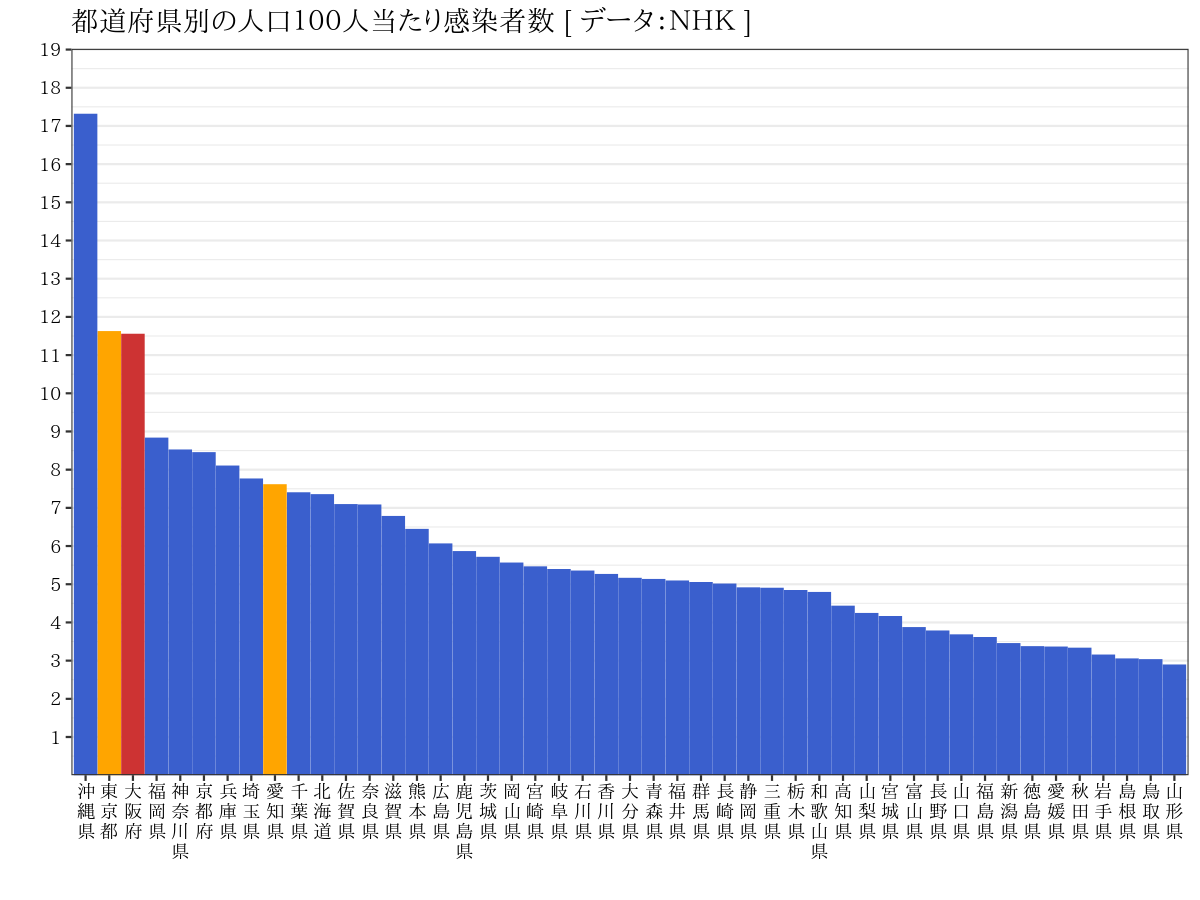 都道府県別の人口100人当たり感染者数 [ データ：NHK ]
19
18
17
16
15
14
13
12
11
10
9
8
7
6
5
4
3
2
1
沖縄県
東京都
大阪府
福岡県
神奈川県
京都府
兵庫県
埼玉県
愛知県
千葉県
北海道
佐賀県
奈良県
滋賀県
熊本県
広島県
鹿児島県
茨城県
岡山県
宮崎県
岐阜県
石川県
香川県
大分県
青森県
福井県
群馬県
長崎県
静岡県
三重県
栃木県
和歌山県
高知県
山梨県
宮城県
富山県
長野県
山口県
福島県
新潟県
徳島県
愛媛県
秋田県
岩手県
島根県
鳥取県
山形県